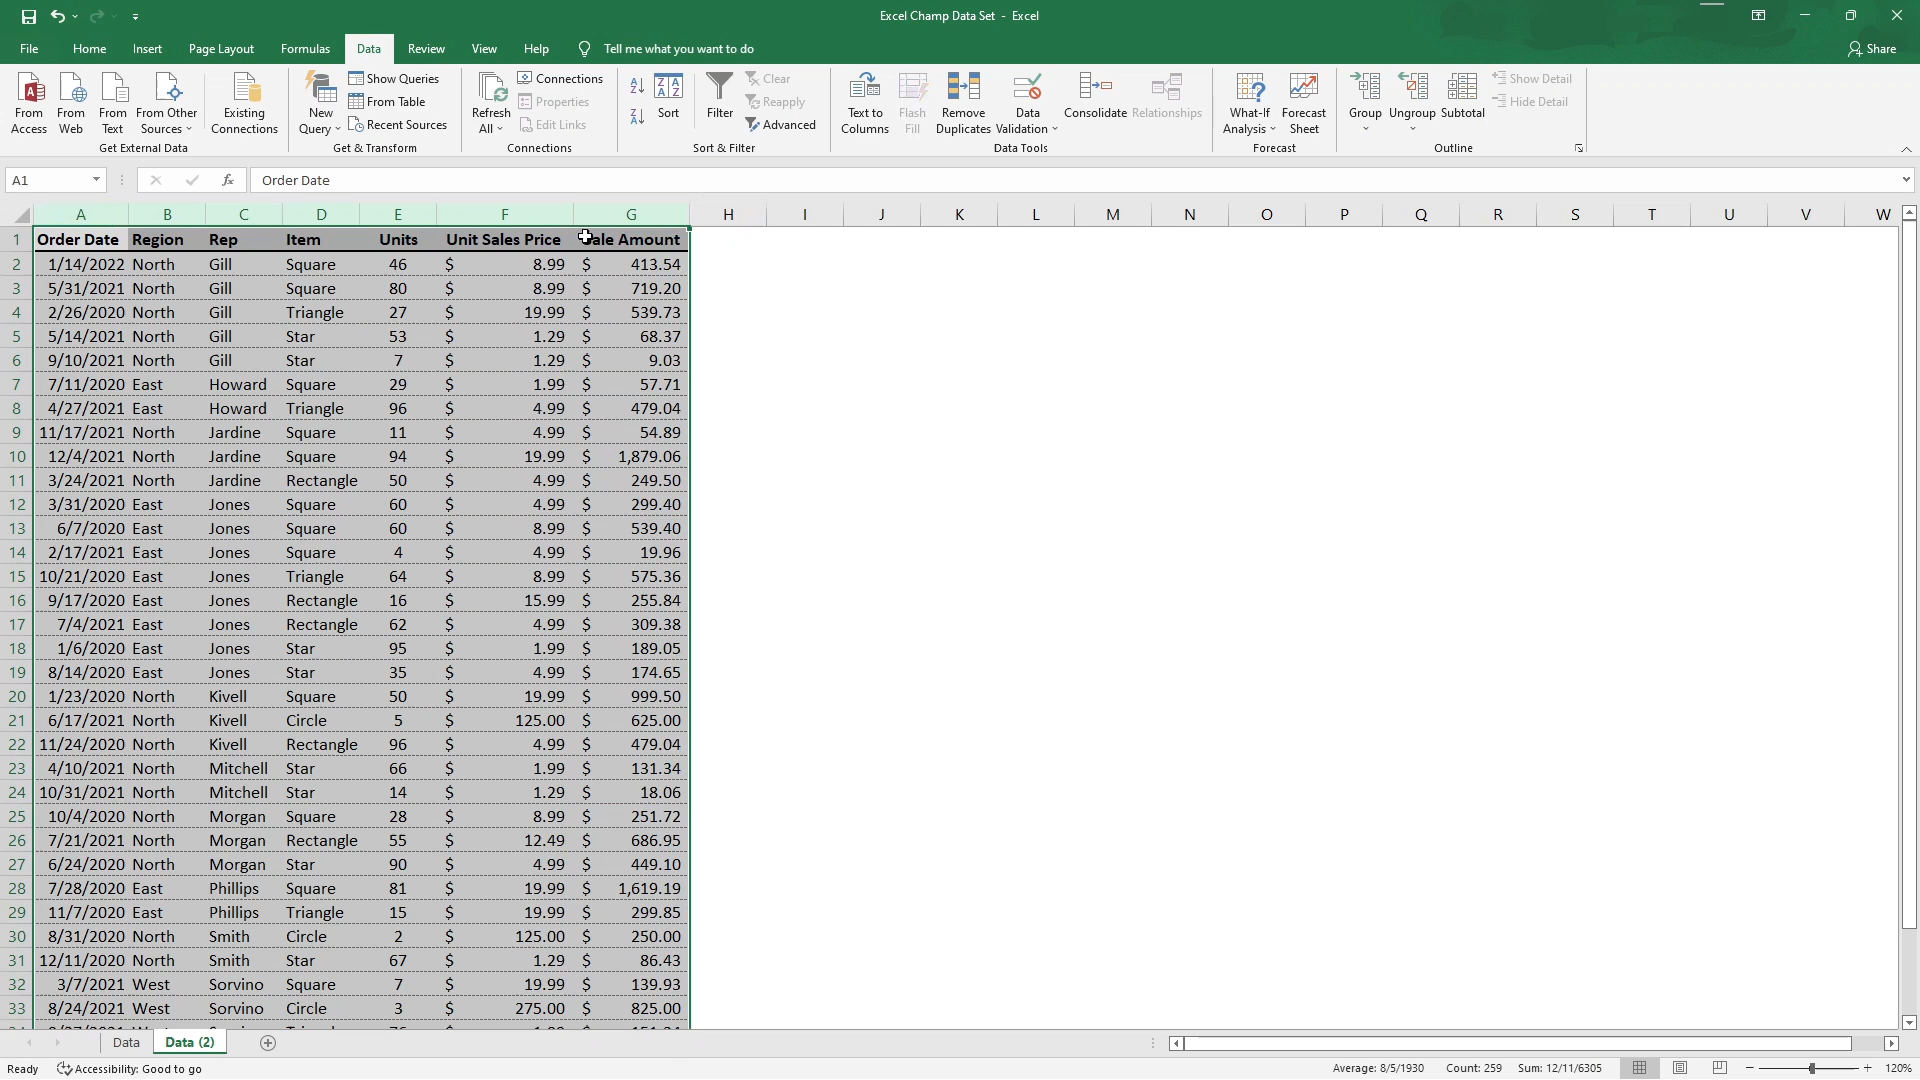 Excel Champ Data Set - Excel
File Home Insert Page Layout Formulas Data Review View Help Tell me what you want to do Share
From Access
From Web
From Text
From Other Sources
Existing Connections
Get External Data
New Query
Show Queries
From Table
Recent Sources
Get & Transform
Refresh All
Connections
Properties
Edit Links
Connections
Sort
Filter
Clear
Reapply
Advanced
Sort & Filter
Text to Columns
Flash Fill
Remove Duplicates
Data Validation
Consolidate
Relationships
Data Tools
What-If Analysis
Forecast Sheet
Forecast
Group
Ungroup
Subtotal
Show Detail
Hide Detail
Outline
A1 fx Order Date
A B C D E F G H I J K L M N O P Q R S T U V W
1 Order Date Region Rep Item Units Unit Sales Price ale Amount
2 1/14/2022 North Gill Square 46 $ 8.99 $ 413.54
3 5/31/2021 North Gill Square 80 $ 8.99 $ 719.20
4 2/26/2020 North Gill Triangle 27 $ 19.99 $ 539.73
5 5/14/2021 North Gill Star 53 $ 1.29 $ 68.37
6 9/10/2021 North Gill Star 7 $ 1.29 $ 9.03
7 7/11/2020 East Howard Square 29 $ 1.99 $ 57.71
8 4/27/2021 East Howard Triangle 96 $ 4.99 $ 479.04
9 11/17/2021 North Jardine Square 11 $ 4.99 $ 54.89
10 12/4/2021 North Jardine Square 94 $ 19.99 $ 1,879.06
11 3/24/2021 North Jardine Rectangle 50 $ 4.99 $ 249.50
12 3/31/2020 East Jones Square 60 $ 4.99 $ 299.40
13 6/7/2020 East Jones Square 60 $ 8.99 $ 539.40
14 2/17/2021 East Jones Square 4 $ 4.99 $ 19.96
15 10/21/2020 East Jones Triangle 64 $ 8.99 $ 575.36
16 9/17/2020 East Jones Rectangle 16 $ 15.99 $ 255.84
17 7/4/2021 East Jones Rectangle 62 $ 4.99 $ 309.38
18 1/6/2020 East Jones Star 95 $ 1.99 $ 189.05
19 8/14/2020 East Jones Star 35 $ 4.99 $ 174.65
20 1/23/2020 North Kivell Square 50 $ 19.99 $ 999.50
21 6/17/2021 North Kivell Circle 5 $ 125.00 $ 625.00
22 11/24/2020 North Kivell Rectangle 96 $ 4.99 $ 479.04
23 4/10/2021 North Mitchell Star 66 $ 1.99 $ 131.34
24 10/31/2021 North Mitchell Star 14 $ 1.29 $ 18.06
25 10/4/2020 North Morgan Square 28 $ 8.99 $ 251.72
26 7/21/2021 North Morgan Rectangle 55 $ 12.49 $ 686.95
27 6/24/2020 North Morgan Star 90 $ 4.99 $ 449.10
28 7/28/2020 East Phillips Square 81 $ 19.99 $ 1,619.19
29 11/7/2020 East Phillips Triangle 15 $ 19.99 $ 299.85
30 8/31/2020 North Smith Circle 2 $ 125.00 $ 250.00
31 12/11/2020 North Smith Star 67 $ 1.29 $ 86.43
32 3/7/2021 West Sorvino Square 7 $ 19.99 $ 139.93
33 8/24/2021 West Sorvino Circle 3 $ 275.00 $ 825.00
Data Data (2)
Ready Accessibility: Good to go Average: 8/5/1930 Count: 259 Sum: 12/11/6305 120%